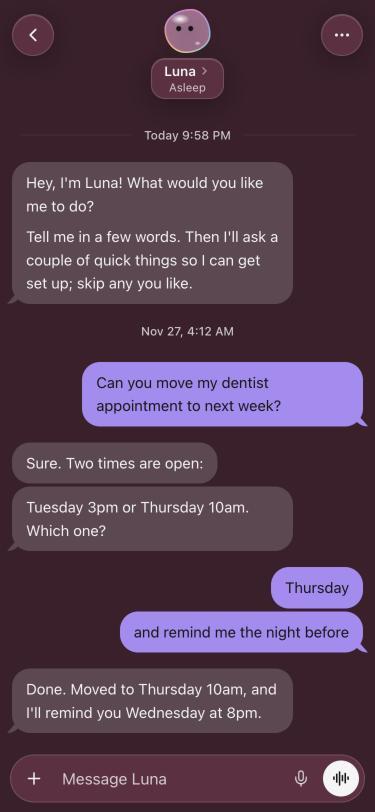 Luna
Asleep
Today 9:58 PM
Hey, I'm Luna! What would you like
me to do?
Tell me in a few words. Then I'll ask a
couple of quick things so I can get
set up; skip any you like.
Nov 27, 4:12 AM
Can you move my dentist
appointment to next week?
Sure. Two times are open:
Tuesday 3pm or Thursday 10am.
Which one?
Thursday
and remind me the night before
Done. Moved to Thursday 10am, and
I'll remind you Wednesday at 8pm.
Message Luna